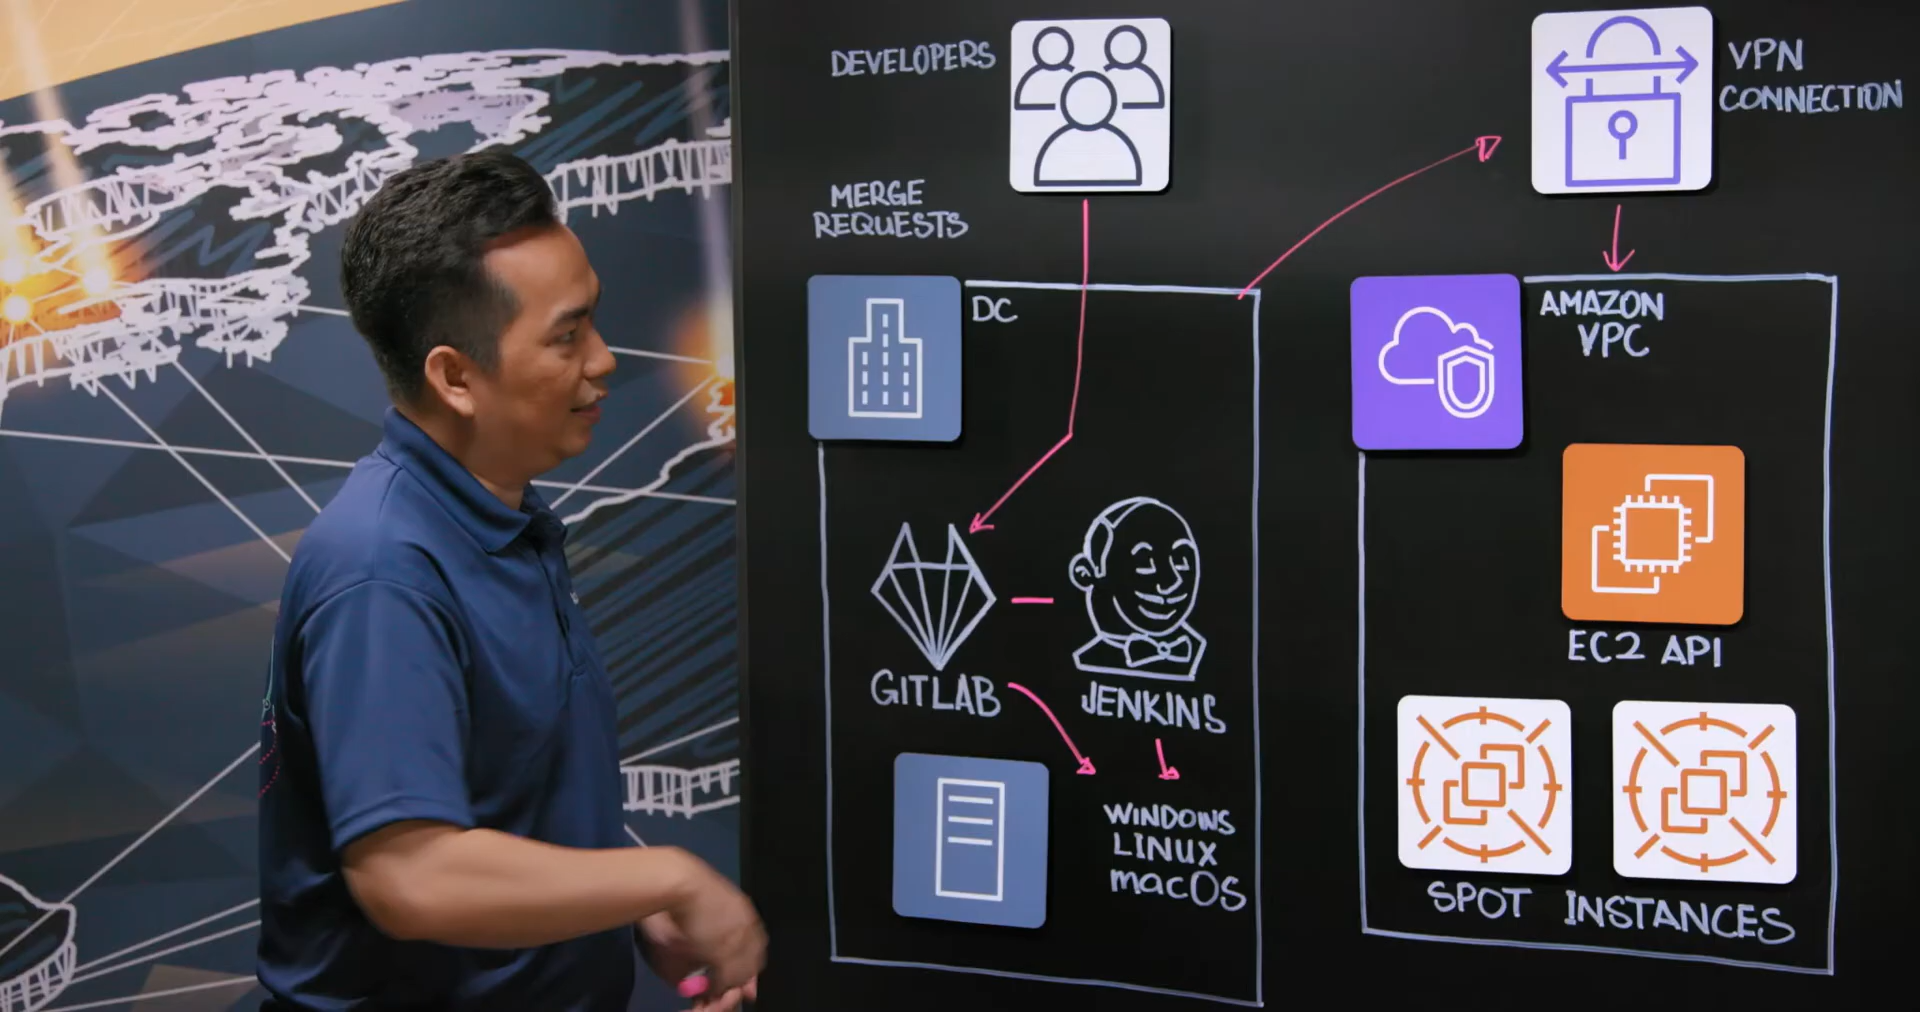 DEVELOPERS
MERGE
REQUESTS
DC
GITLAB
JENKINS
WINDOWS
LINUX
macOS
VPN
CONNECTION
AMAZON
VPC
EC2 API
SPOT INSTANCES